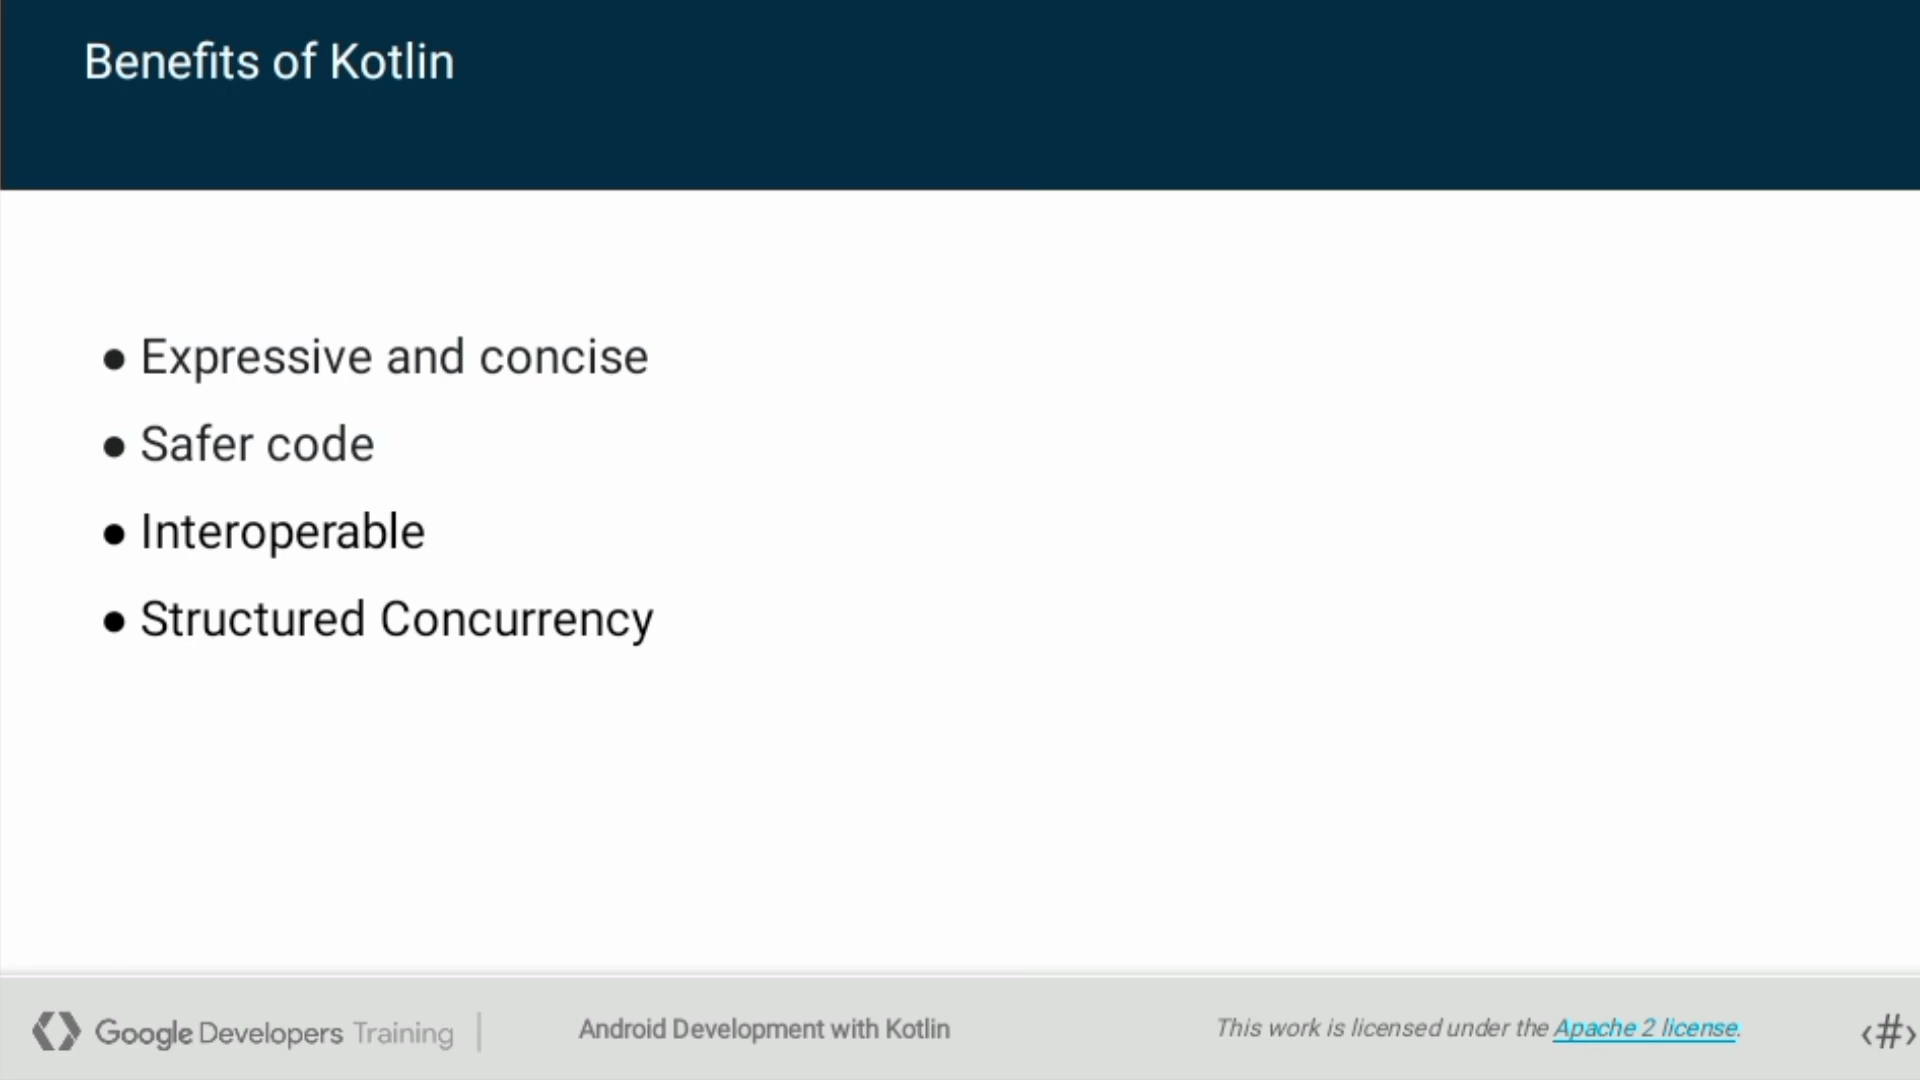 Benefits of Kotlin
● Expressive and concise
● Safer code
● Interoperable
● Structured Concurrency
Google Developers Training
Android Development with Kotlin
This work is licensed under the Apache 2 license.
‹#›